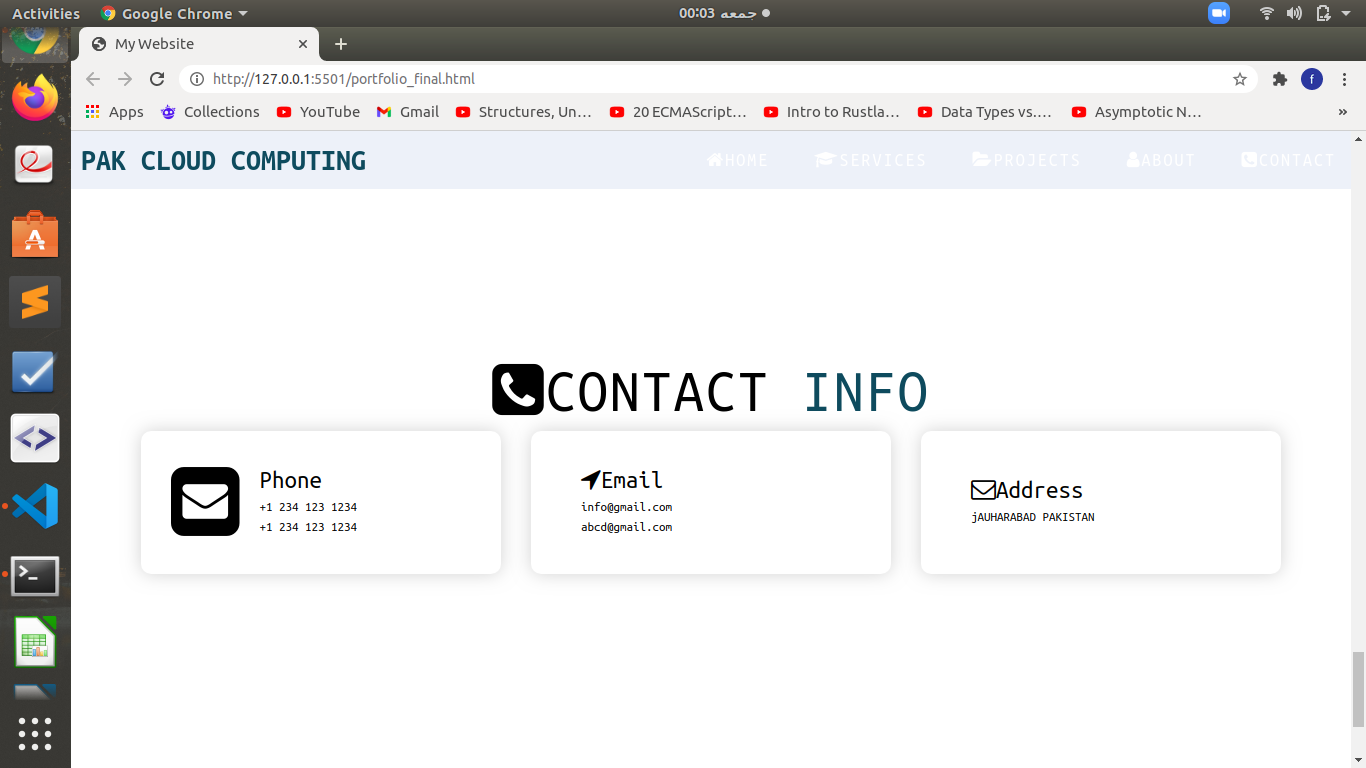 Activities
Google Chrome
00:03 جمعه
My Website
http://127.0.0.1:5501/portfolio_final.html
f
Apps
Collections
YouTube
Gmail
Structures, Un…
20 ECMAScript…
Intro to Rustla…
Data Types vs.…
Asymptotic N…
»
PAK CLOUD COMPUTING
HOME
SERVICES
PROJECTS
ABOUT
CONTACT
CONTACT INFO
Phone
+1 234 123 1234
+1 234 123 1234
Email
info@gmail.com
abcd@gmail.com
Address
jAUHARABAD PAKISTAN